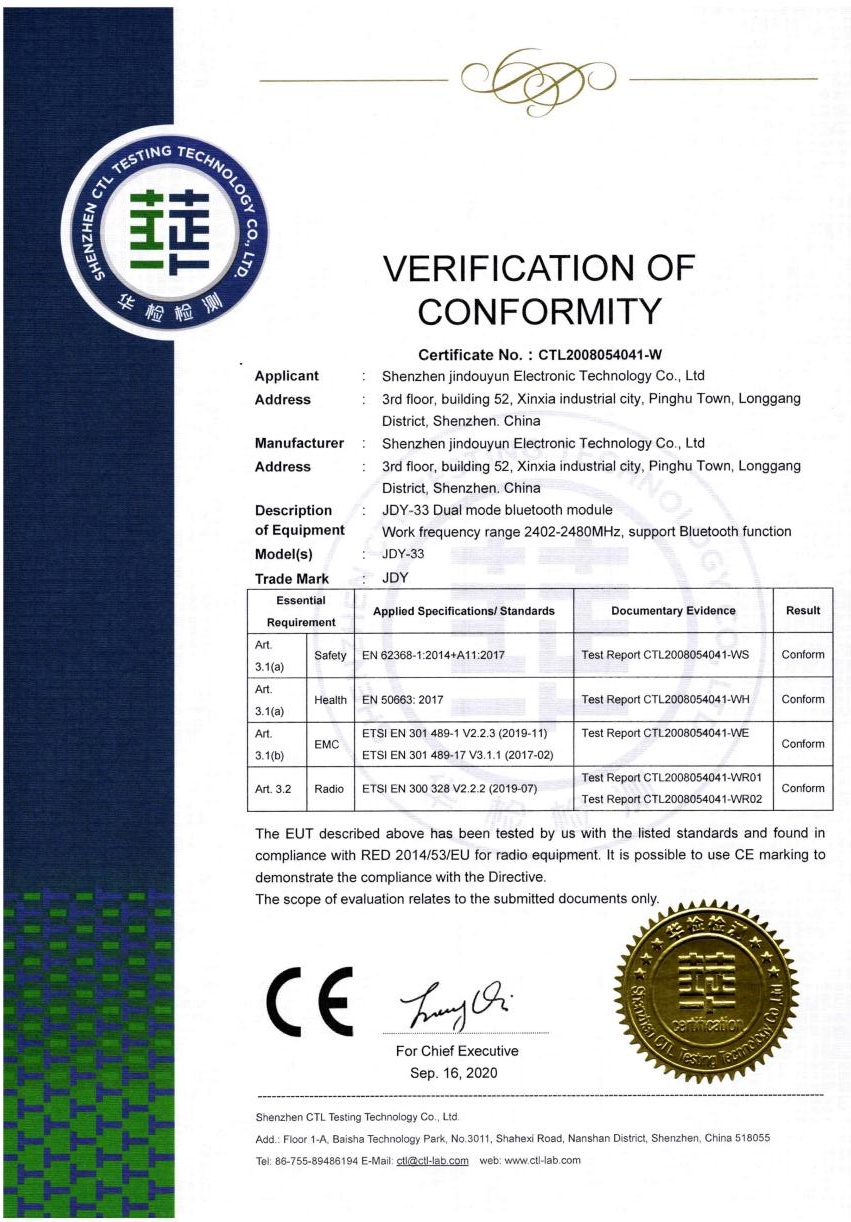 SHENZHEN CTL TESTING TECHNOLOGY CO., LTD.
华检检测
VERIFICATION OF
CONFORMITY
Certificate No. : CTL2008054041-W
Applicant : Shenzhen jindouyun Electronic Technology Co., Ltd
Address : 3rd floor, building 52, Xinxia industrial city, Pinghu Town, Longgang
District, Shenzhen. China
Manufacturer : Shenzhen jindouyun Electronic Technology Co., Ltd
Address : 3rd floor, building 52, Xinxia industrial city, Pinghu Town, Longgang
District, Shenzhen. China
Description : JDY-33 Dual mode bluetooth module
of Equipment Work frequency range 2402-2480MHz, support Bluetooth function
Model(s) : JDY-33
Trade Mark : JDY
Essential Requirement Applied Specifications/ Standards Documentary Evidence Result
Art. 3.1(a) Safety EN 62368-1:2014+A11:2017 Test Report CTL2008054041-WS Conform
Art. 3.1(a) Health EN 50663: 2017 Test Report CTL2008054041-WH Conform
Art. 3.1(b) EMC ETSI EN 301 489-1 V2.2.3 (2019-11) Test Report CTL2008054041-WE Conform
ETSI EN 301 489-17 V3.1.1 (2017-02)
Art. 3.2 Radio ETSI EN 300 328 V2.2.2 (2019-07) Test Report CTL2008054041-WR01 Conform
Test Report CTL2008054041-WR02
The EUT described above has been tested by us with the listed standards and found in
compliance with RED 2014/53/EU for radio equipment. It is possible to use CE marking to
demonstrate the compliance with the Directive.
The scope of evaluation relates to the submitted documents only.
CE
For Chief Executive
Sep. 16, 2020
华检检测
certification
Shenzhen CTL Testing Technology Co.,Ltd
Shenzhen CTL Testing Technology Co., Ltd.
Add.: Floor 1-A, Baisha Technology Park, No.3011, Shahexi Road, Nanshan District, Shenzhen, China 518055
Tel: 86-755-89486194 E-Mail: ctl@ctl-lab.com web: www.ctl-lab.com